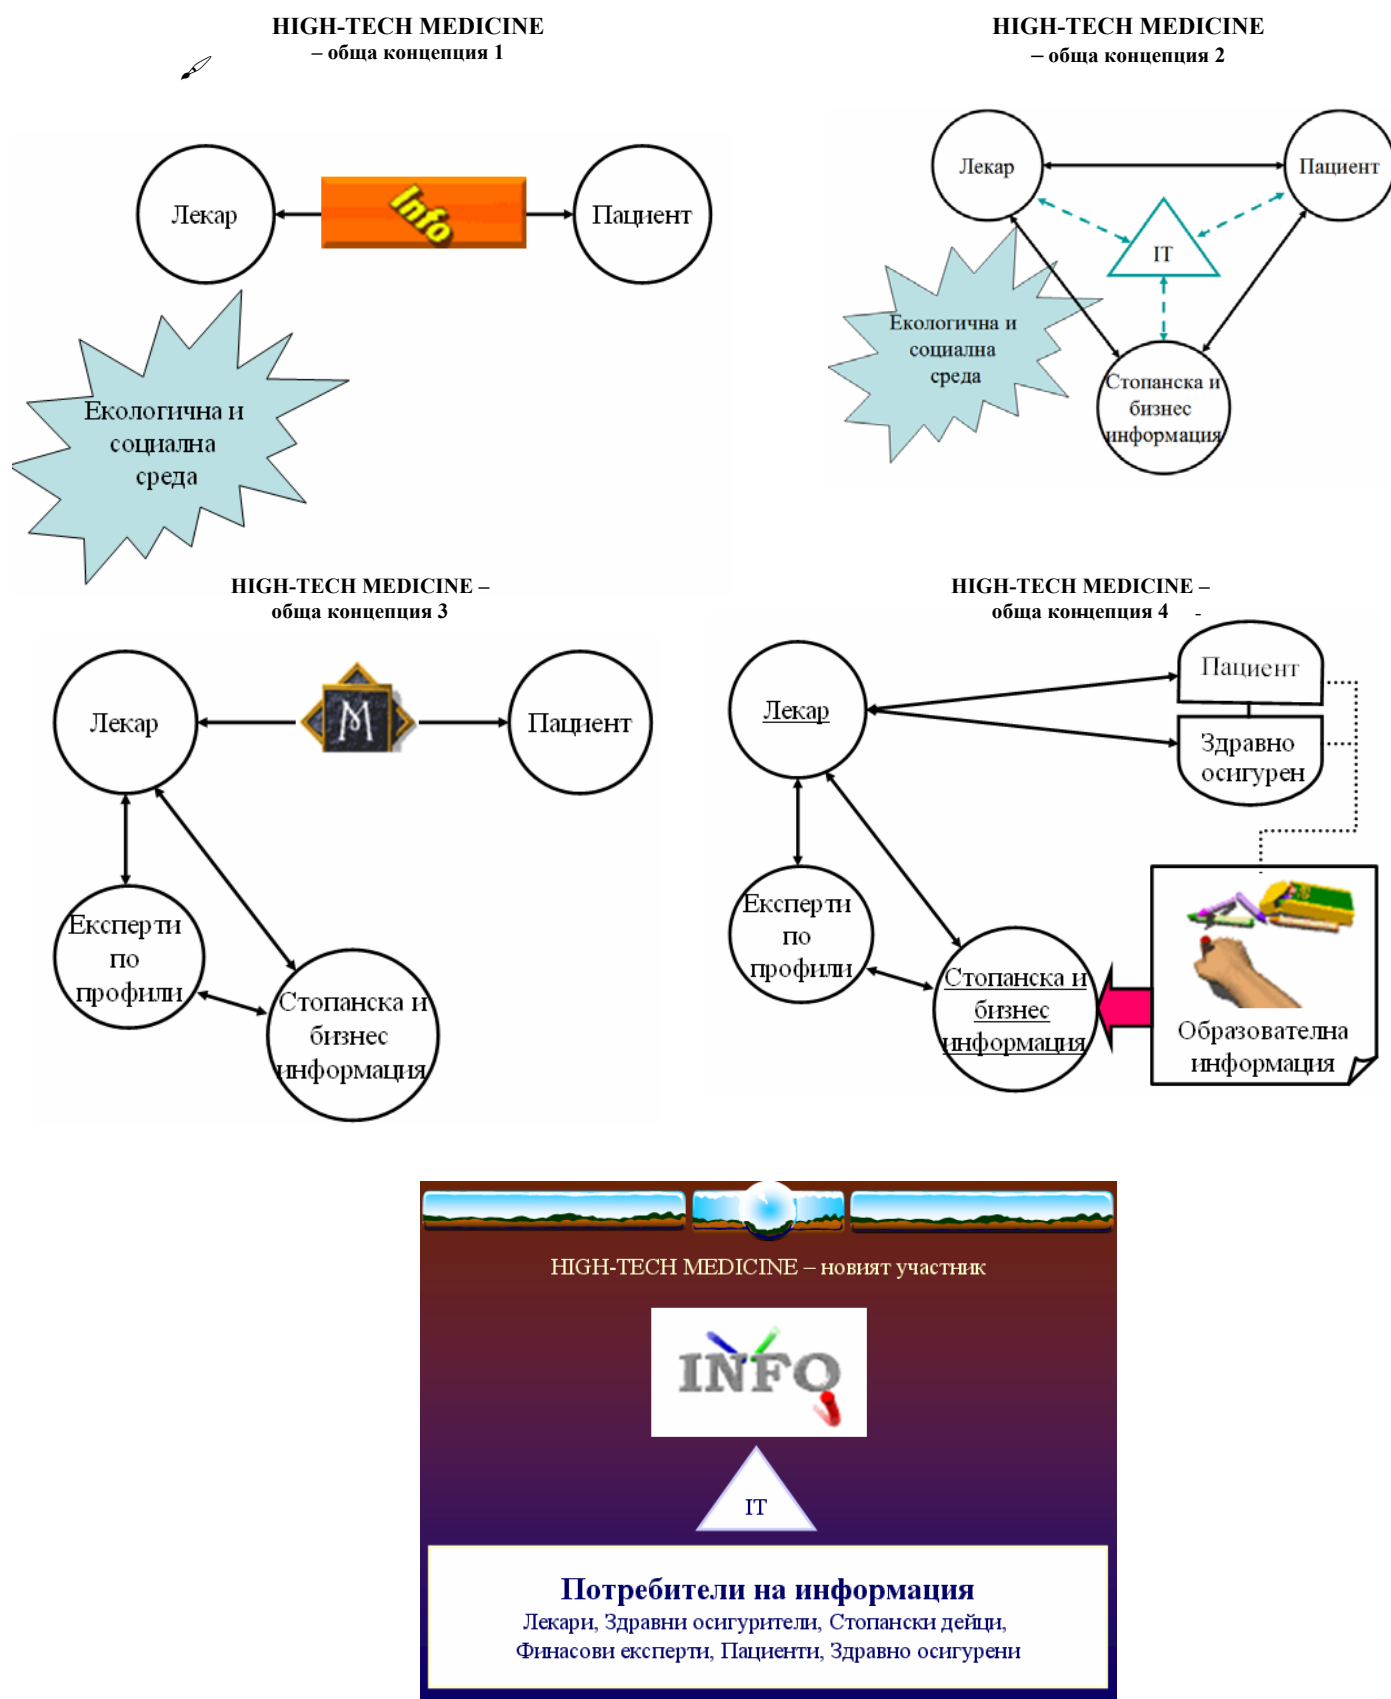 HIGH-TECH MEDICINE
– обща концепция 1
Лекар
Info
Пациент
Екологична и
социална
среда
HIGH-TECH MEDICINE
– обща концепция 2
Лекар
Пациент
IT
Екологична и
социална
среда
Стопанска и
бизнес
информация
HIGH-TECH MEDICINE –
обща концепция 3
Лекар
M
Пациент
Експерти
по
профили
Стопанска и
бизнес
информация
HIGH-TECH MEDICINE –
обща концепция 4 -
Лекар
Пациент
Здравно
осигурен
Експерти
по
профили
Стопанска и
бизнес
информация
Образователна
информация
HIGH-TECH MEDICINE – новият участник
INFO
IT
Потребители на информация
Лекари, Здравни осигурители, Стопански дейци,
Финасови експерти, Пациенти, Здравно осигурени